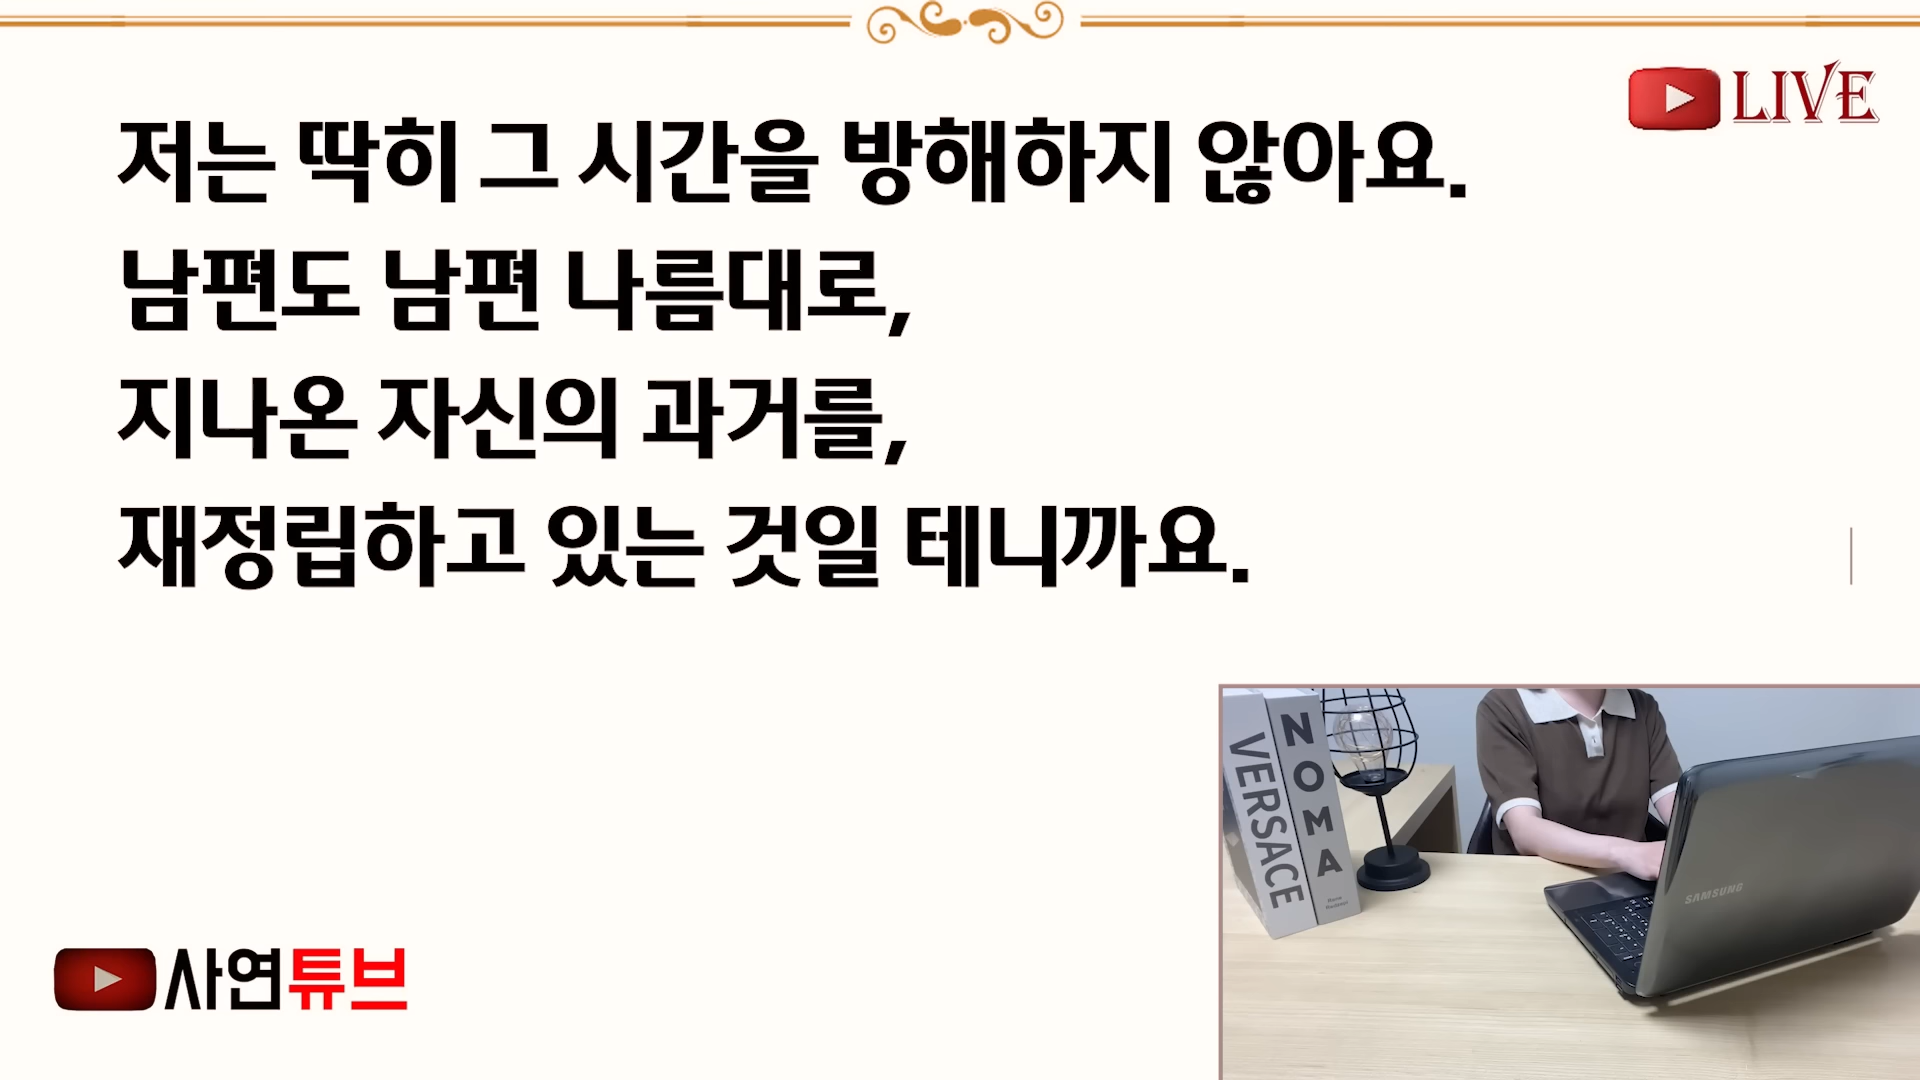 LIVE
저는 딱히 그 시간을 방해하지 않아요.
남편도 남편 나름대로,
지나온 자신의 과거를,
재정립하고 있는 것일 테니까요.
VERSACE
NOMA
SAMSUNG
사연튜브